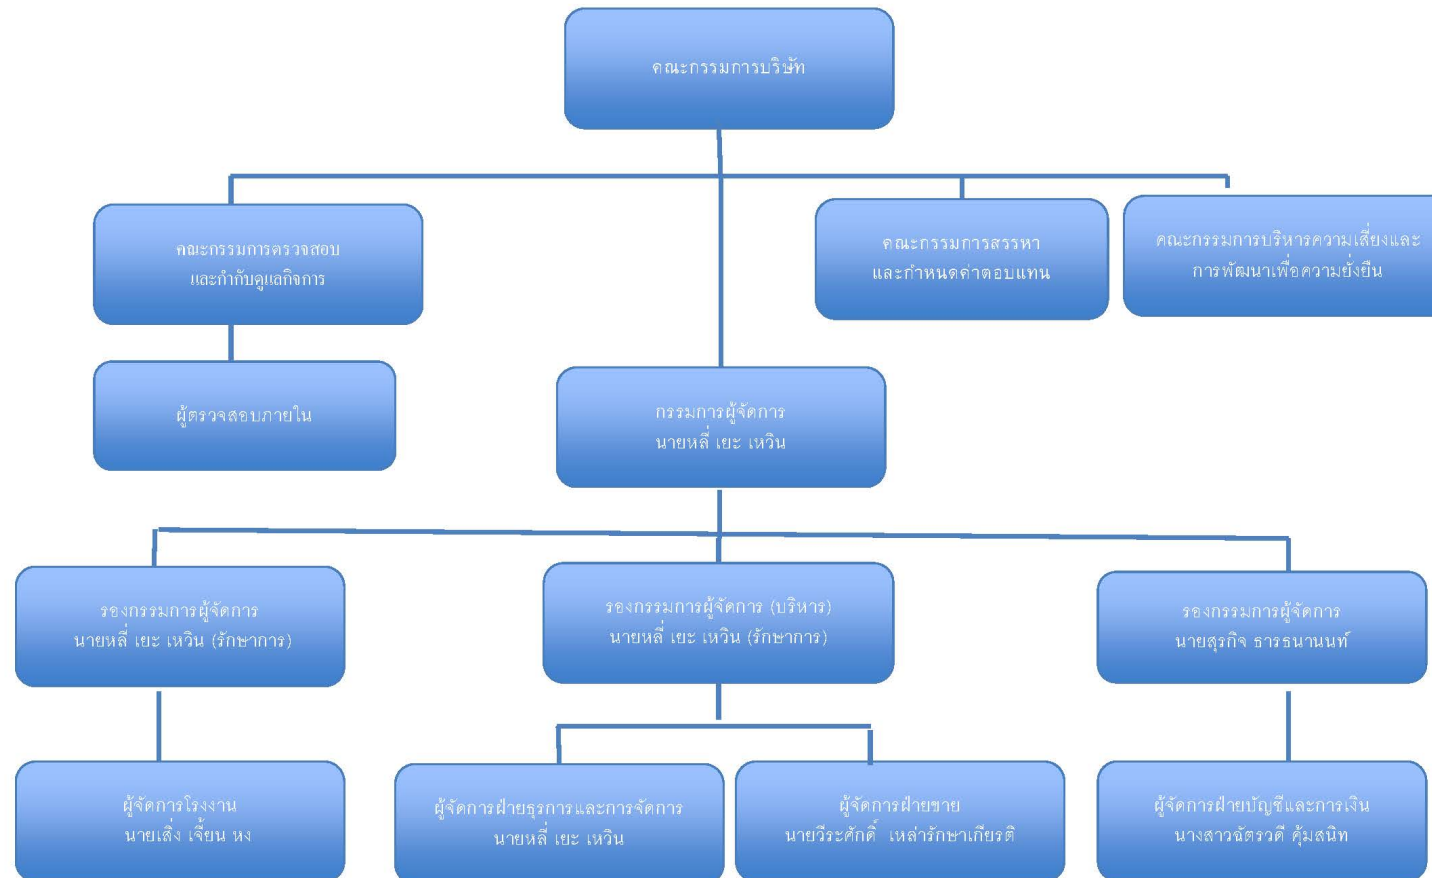 คณะกรรมการบริษัท
คณะกรรมการตรวจสอบ
และกำกับดูแลกิจการ
คณะกรรมการสรรหา
และกำหนดค่าตอบแทน
คณะกรรมการบริหารความเสี่ยงและ
การพัฒนาเพื่อความยั่งยืน
ผู้ตรวจสอบภายใน
กรรมการผู้จัดการ
นายหลี่ เยะ เหวิน
รองกรรมการผู้จัดการ
นายหลี่ เยะ เหวิน (รักษาการ)
รองกรรมการผู้จัดการ (บริหาร)
นายหลี่ เยะ เหวิน (รักษาการ)
รองกรรมการผู้จัดการ
นายสุรกิจ ธารธนานนท์
ผู้จัดการโรงงาน
นายเสิ่ง เจี้ยน หง
ผู้จัดการฝ่ายธุรการและการจัดการ
นายหลี่ เยะ เหวิน
ผู้จัดการฝ่ายขาย
นายวีระศักดิ์ เหล่ารักษาเกียรติ
ผู้จัดการฝ่ายบัญชีและการเงิน
นางสาวฉัตรวดี คุ้มสนิท